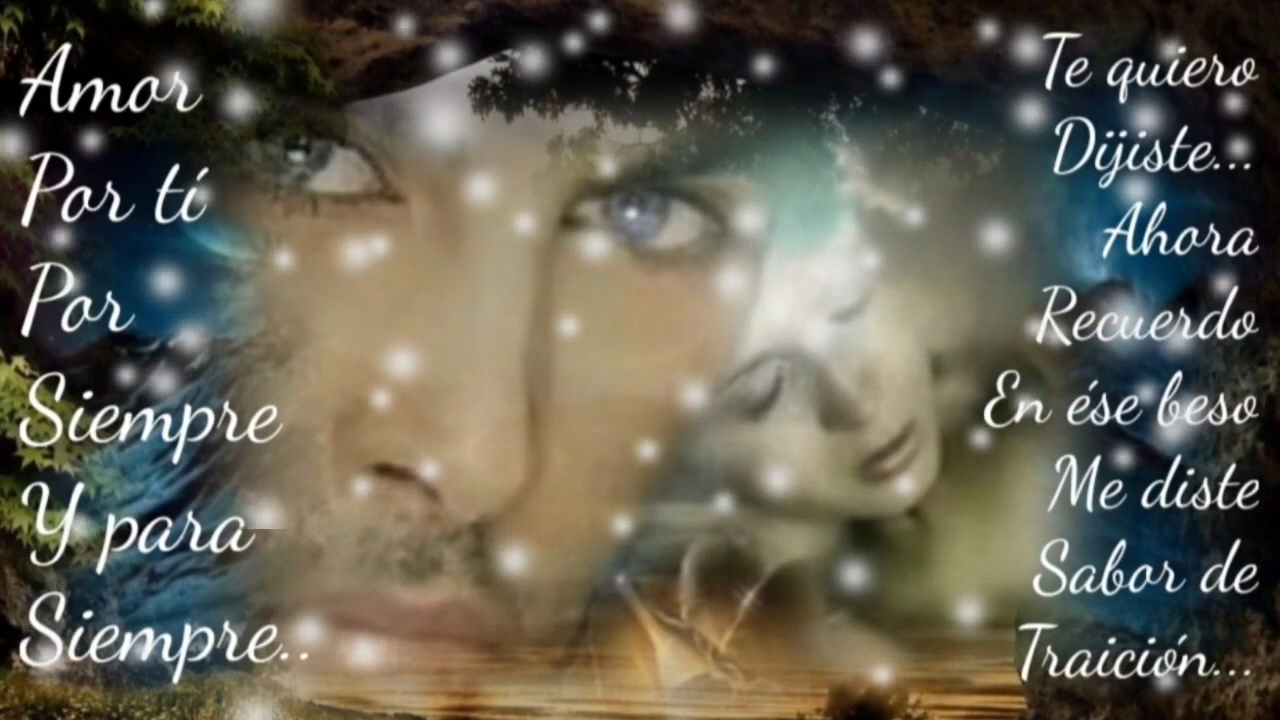 Amor
Por tí
Por
Siempre
Y para
Siempre..
Te quiero
Dijiste...
Ahora
Recuerdo
En ése beso
Me diste
Sabor de
Traición...